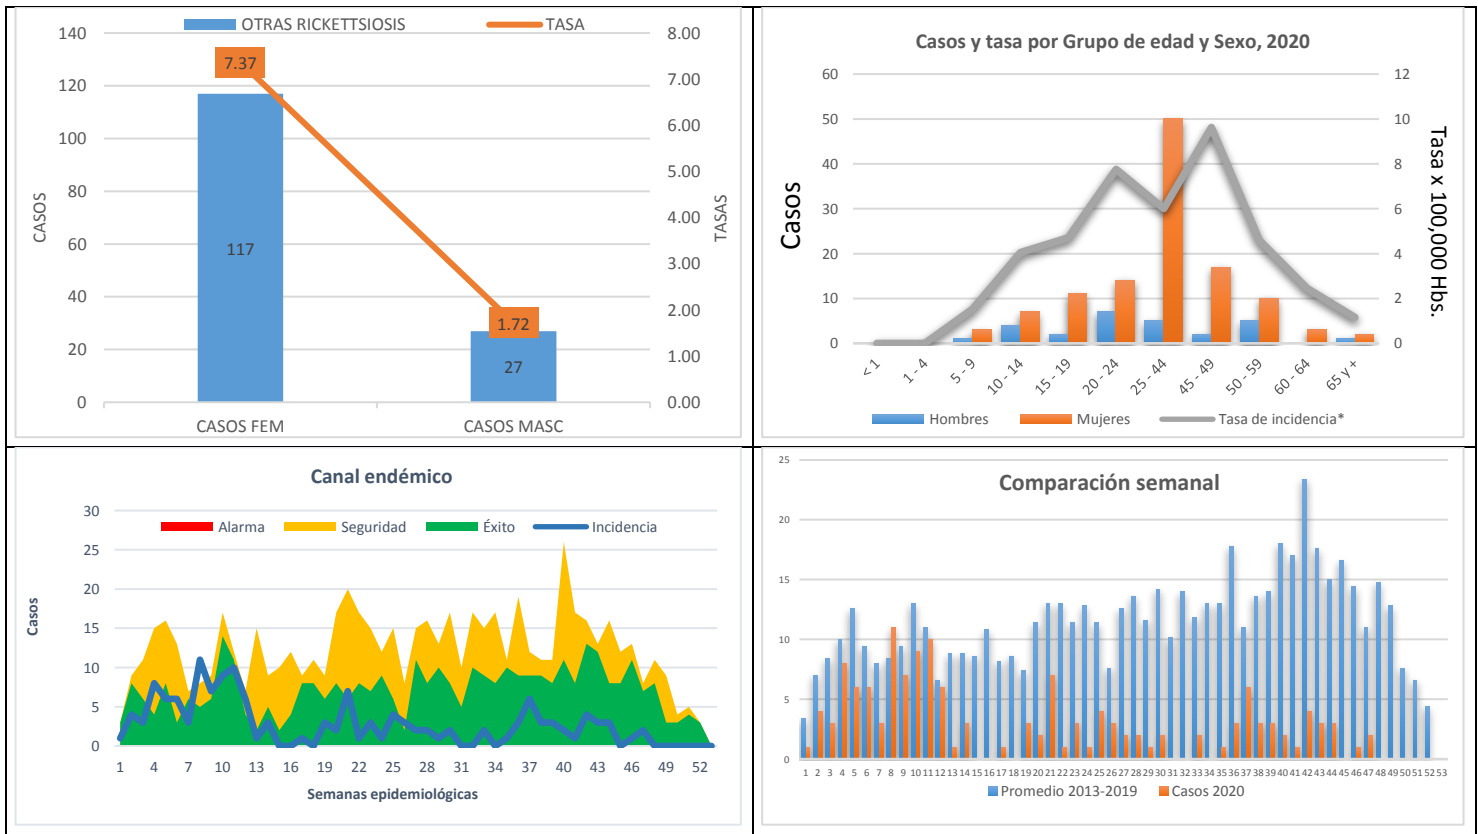 OTRAS RICKETTSIOSIS TASA
140
120
100
80
60
40
20
0
CASOS
8.00
7.00
6.00
5.00
4.00
3.00
2.00
1.00
0.00
TASAS
7.37
117
1.72
27
CASOS FEM CASOS MASC
Casos y tasa por Grupo de edad y Sexo, 2020
60
50
40
30
20
10
0
Casos
12
10
8
6
4
2
0
Tasa x 100,000 Hbs.
< 1 1 - 4 5 - 9 10 - 14 15 - 19 20 - 24 25 - 44 45 - 49 50 - 59 60 - 64 65 y +
Hombres Mujeres Tasa de incidencia*
Canal endémico
Alarma Seguridad Éxito Incidencia
30
25
20
15
10
5
0
Casos
1 4 7 10 13 16 19 22 25 28 31 34 37 40 43 46 49 52
Semanas epidemiológicas
Comparación semanal
25
20
15
10
5
0
1 2 3 4 5 6 7 8 9 10 11 12 13 14 15 16 17 18 19 20 21 22 23 24 25 26 27 28 29 30 31 32 33 34 35 36 37 38 39 40 41 42 43 44 45 46 47 48 49 50 51 52 53
Promedio 2013-2019 Casos 2020